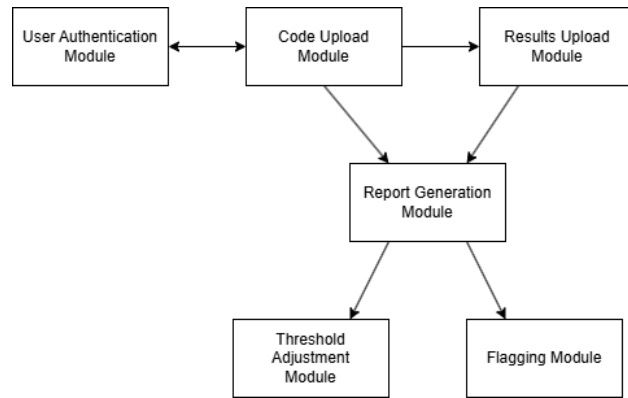 User Authentication
Module
Code Upload
Module
Results Upload
Module
Report Generation
Module
Threshold
Adjustment
Module
Flagging Module